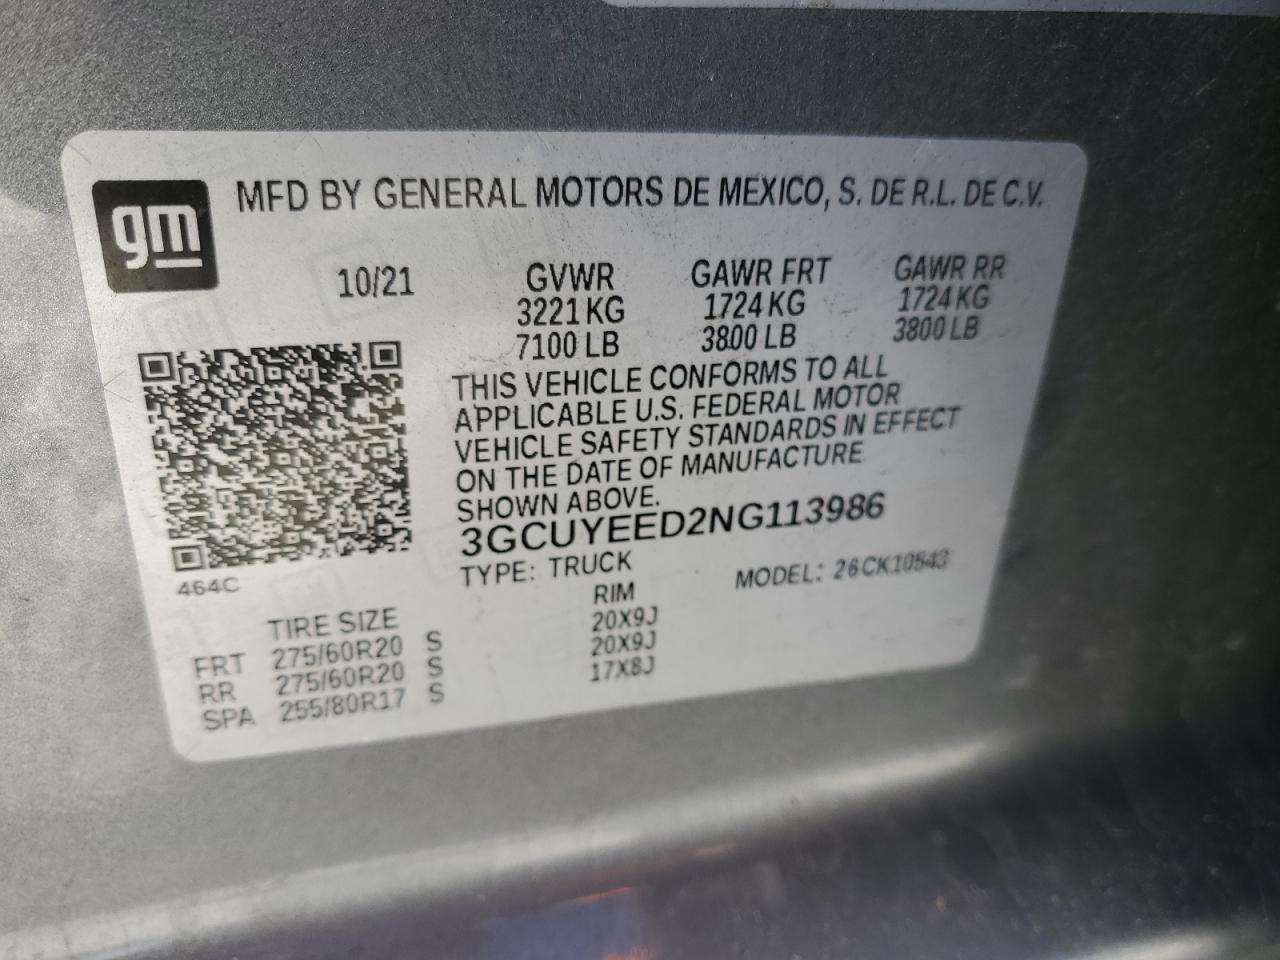 gm
MFD BY GENERAL MOTORS DE MEXICO, S. DE R.L. DE C.V.
10/21 GVWR GAWR FRT GAWR RR
3221 KG 1724 KG 1724 KG
7100 LB 3800 LB 3800 LB
THIS VEHICLE CONFORMS TO ALL
APPLICABLE U.S. FEDERAL MOTOR
VEHICLE SAFETY STANDARDS IN EFFECT
ON THE DATE OF MANUFACTURE
SHOWN ABOVE.
3GCUYEED2NG113986
TYPE: TRUCK MODEL: 26CK10543
464C
TIRE SIZE RIM
FRT 275/60R20 S 20X9J
RR 275/60R20 S 20X9J
SPA 255/80R17 S 17X8J